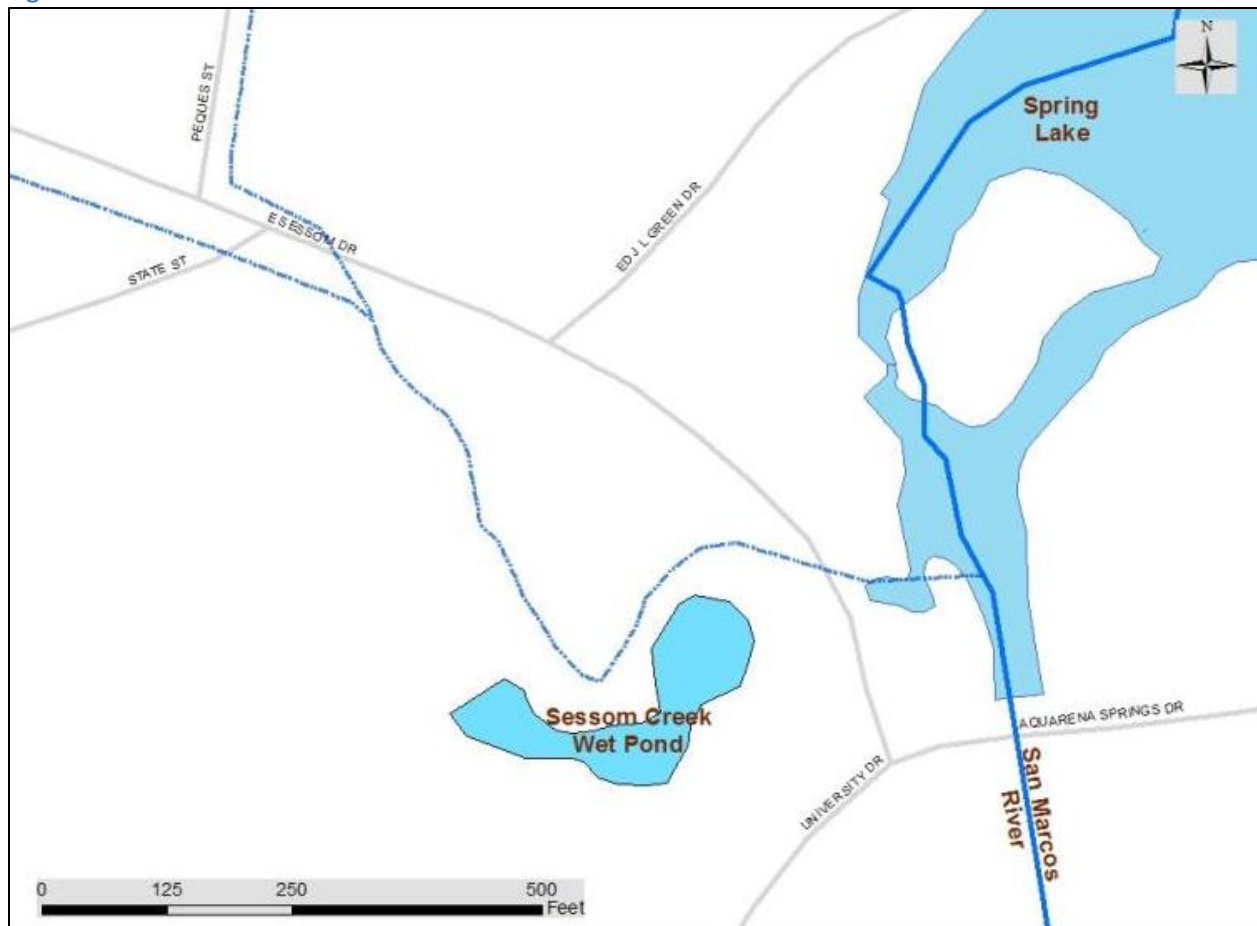 N
Spring
Lake
PEQUES ST
E SESSOM DR
ED J L GREEN DR
STATE ST
Sessom Creek
Wet Pond
AQUARENA SPRINGS DR
UNIVERSITY DR
San Marcos
River
0 125 250 500
Feet